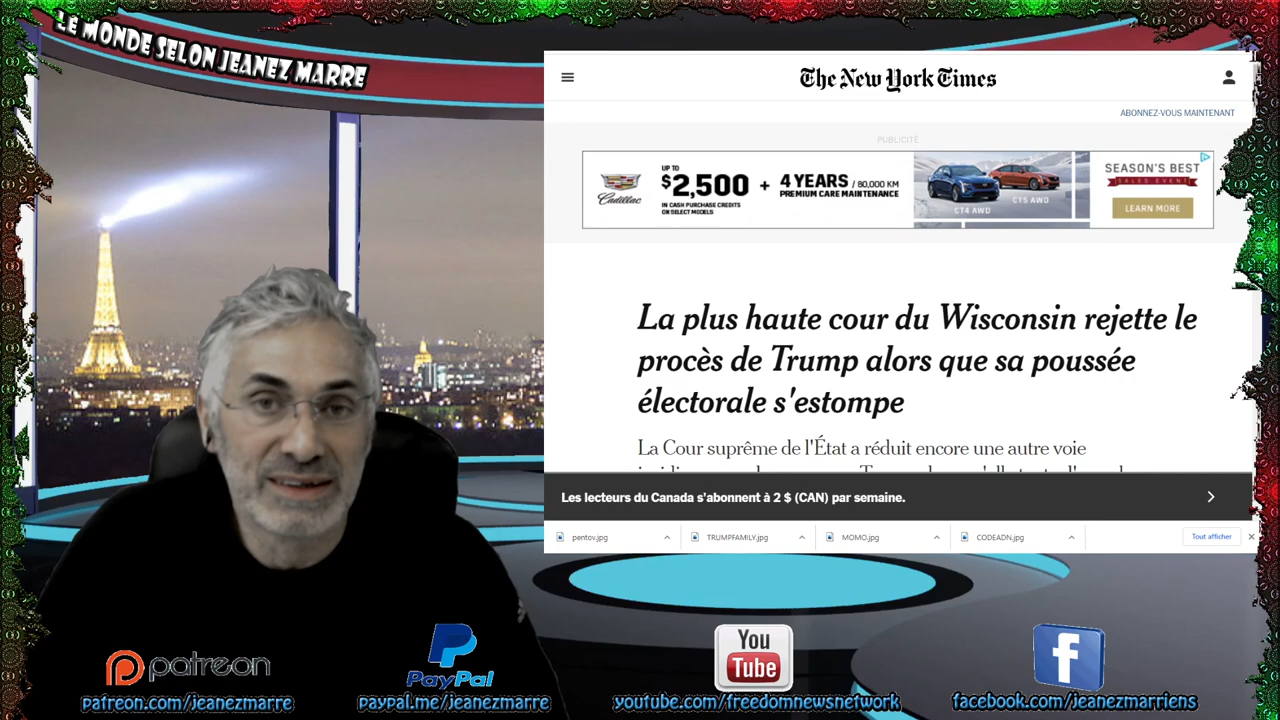 LE MONDE SELON JEANEZ MARRE
The New York Times
ABONNEZ-VOUS MAINTENANT
PUBLICITÉ
Cadillac
UP TO
$2,500
IN CASH PURCHASE CREDITS
ON SELECT MODELS
+
4 YEARS / 80,000 KM
PREMIUM CARE MAINTENANCE
CT4 AWD
CT5 AWD
SEASON'S BEST
SALES EVENT
LEARN MORE
La plus haute cour du Wisconsin rejette le
procès de Trump alors que sa poussée
électorale s'estompe
La Cour suprême de l'État a réduit encore une autre voie
Les lecteurs du Canada s'abonnent à 2 $ (CAN) par semaine.
pentov.jpg
TRUMPFAMILY.jpg
MOMO.jpg
CODEADN.jpg
Tout afficher
patreon
patreon.com/jeanezmarre
PayPal
paypal.me/jeanezmarre
You
Tube
youtube.com/freedomnewsnetwork
f
facebook.com/jeanezmarriens